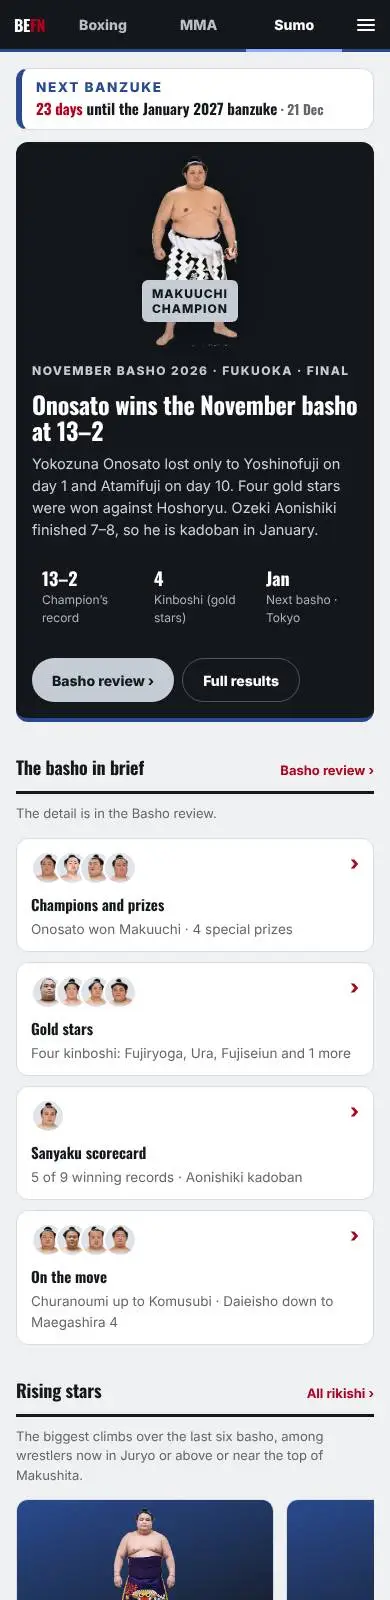 BEFN Boxing MMA Sumo
NEXT BANZUKE
23 days until the January 2027 banzuke · 21 Dec
MAKUUCHI
CHAMPION
NOVEMBER BASHO 2026 · FUKUOKA · FINAL
Onosato wins the November basho
at 13–2
Yokozuna Onosato lost only to Yoshinofuji on
day 1 and Atamifuji on day 10. Four gold stars
were won against Hoshoryu. Ozeki Aonishiki
finished 7–8, so he is kadoban in January.
13–2 4 Jan
Champion's Kinboshi (gold Next basho ·
record stars) Tokyo
Basho review › Full results
The basho in brief Basho review ›
The detail is in the Basho review.
Champions and prizes
Onosato won Makuuchi · 4 special prizes
Gold stars
Four kinboshi: Fujiryoga, Ura, Fujiseiun and 1 more
Sanyaku scorecard
5 of 9 winning records · Aonishiki kadoban
On the move
Churanoumi up to Komusubi · Daieisho down to
Maegashira 4
Rising stars All rikishi ›
The biggest climbs over the last six basho, among
wrestlers now in Juryo or above or near the top of
Makushita.